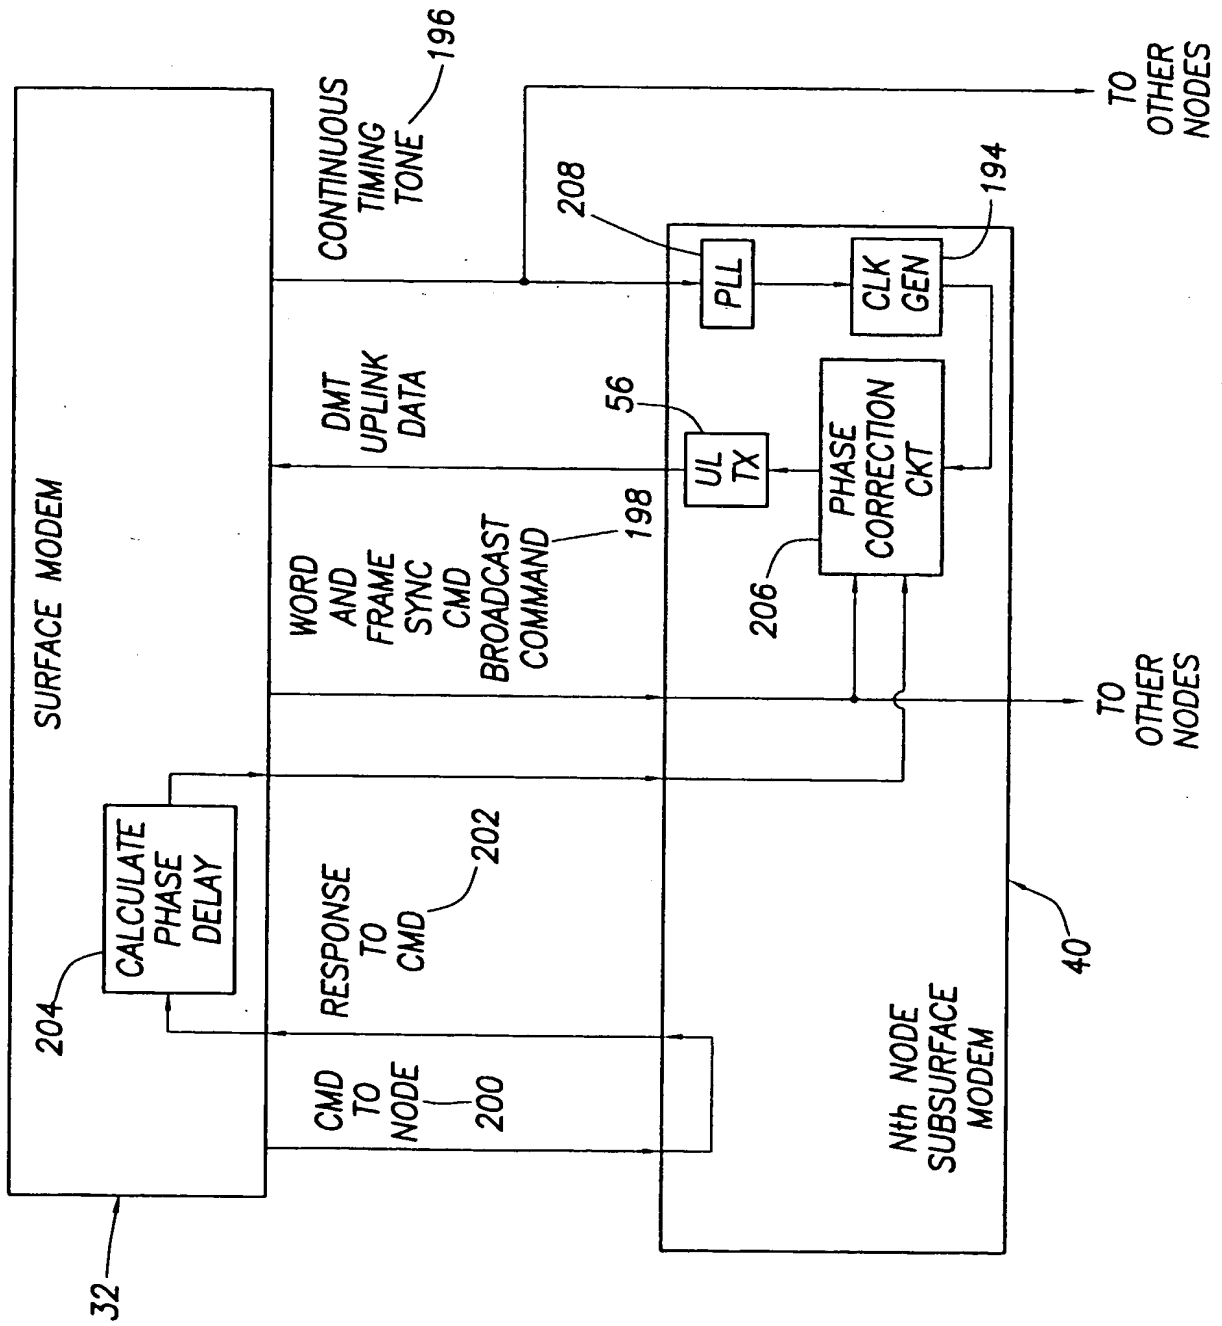 32
SURFACE MODEM
204
CALCULATE
PHASE
DELAY
CMD
TO
NODE
200
RESPONSE
TO
CMD
202
WORD
AND
FRAME
SYNC
CMD
BROADCAST
COMMAND
198
DMT
UPLINK
DATA
CONTINUOUS
TIMING
TONE
196
Nth NODE
SUBSURFACE
MODEM
40
206
PHASE
CORRECTION
CKT
56
UL
TX
208
PLL
CLK
GEN
194
TO
OTHER
NODES
TO
OTHER
NODES